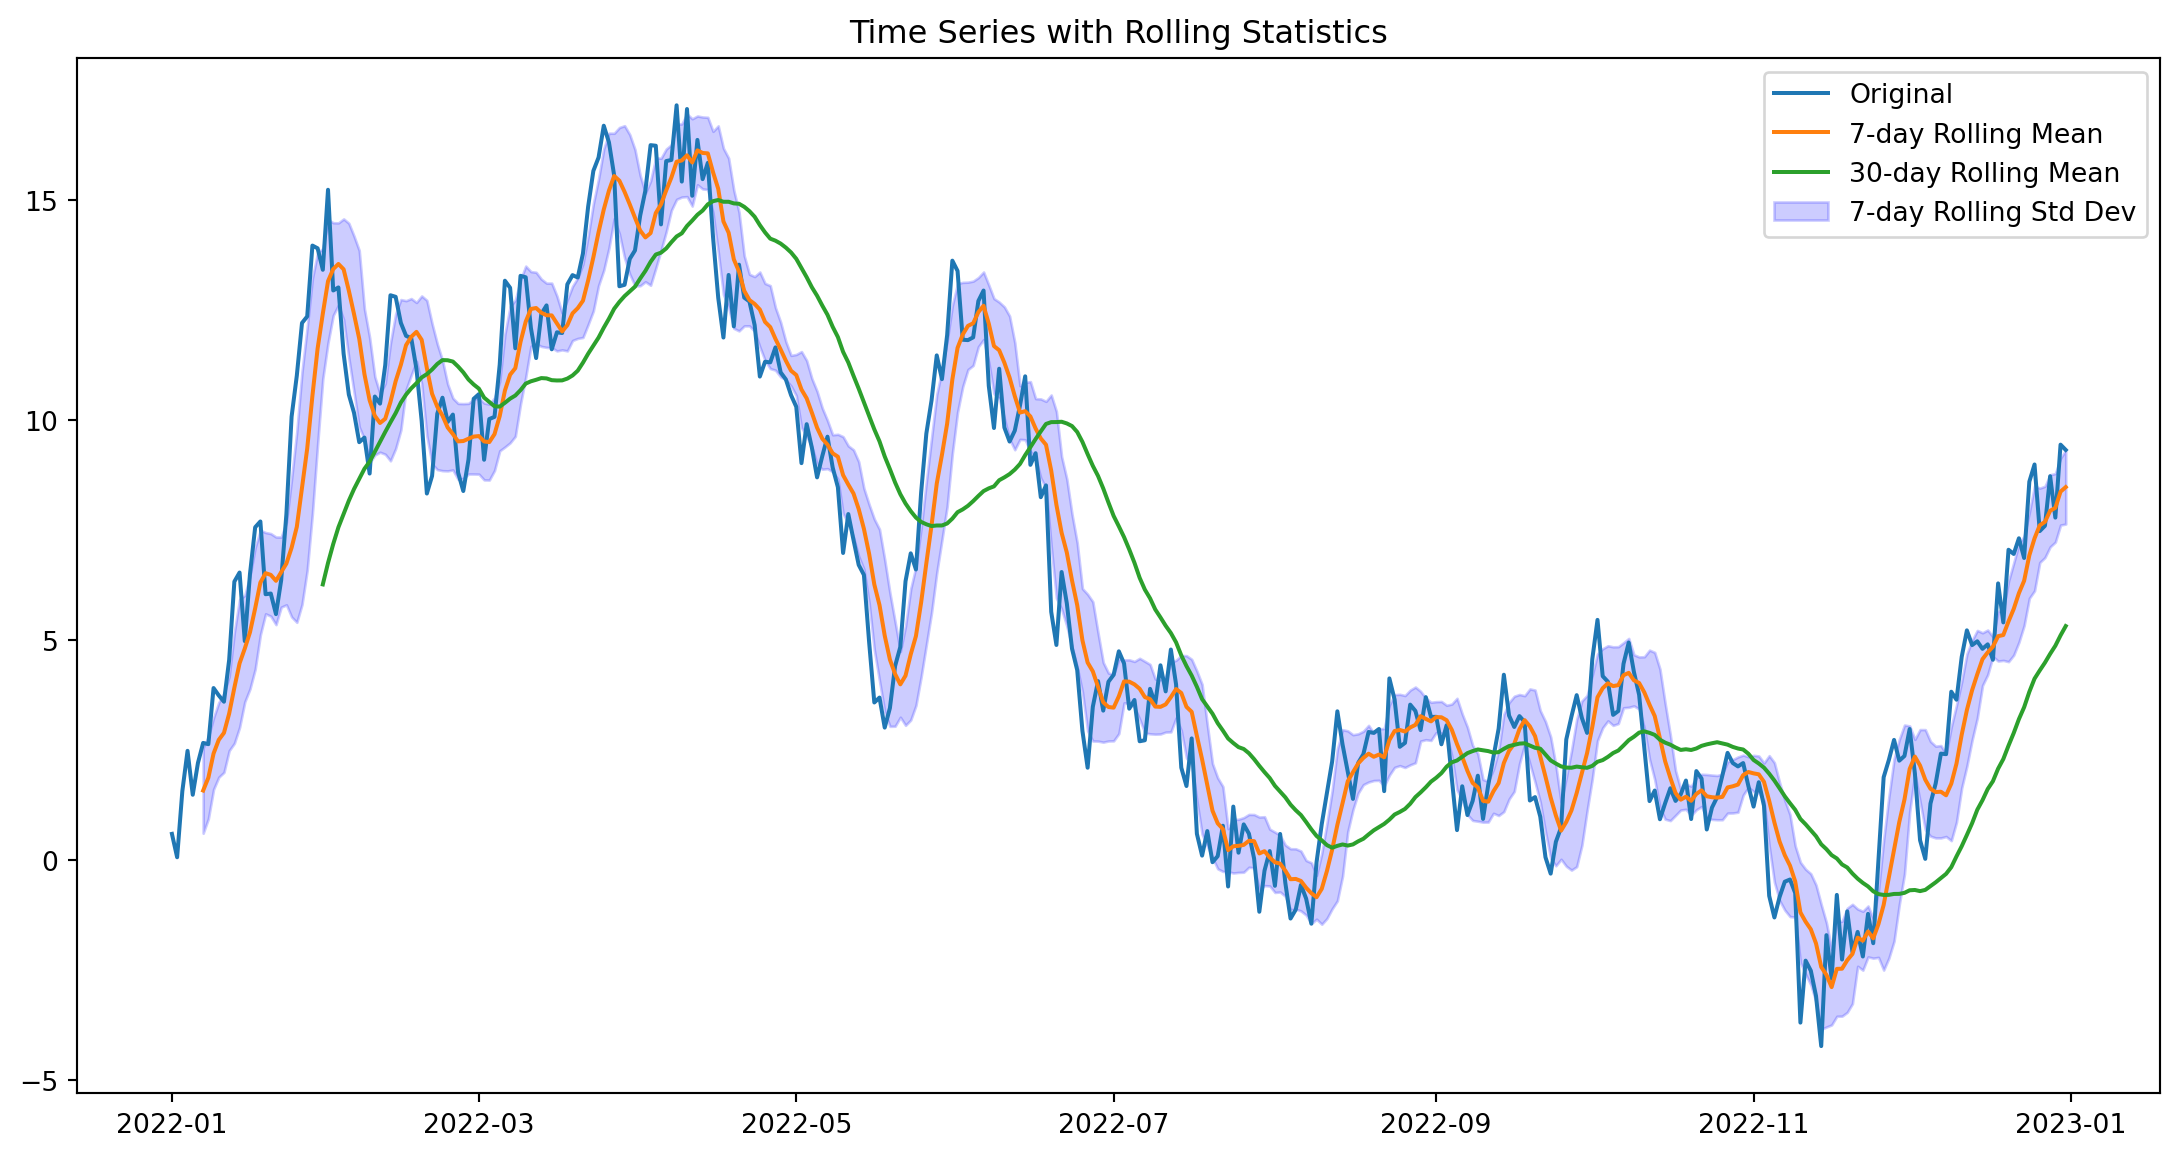 Time Series with Rolling Statistics
Original
7-day Rolling Mean
30-day Rolling Mean
7-day Rolling Std Dev
15
10
5
0
−5
2022-01 2022-03 2022-05 2022-07 2022-09 2022-11 2023-01